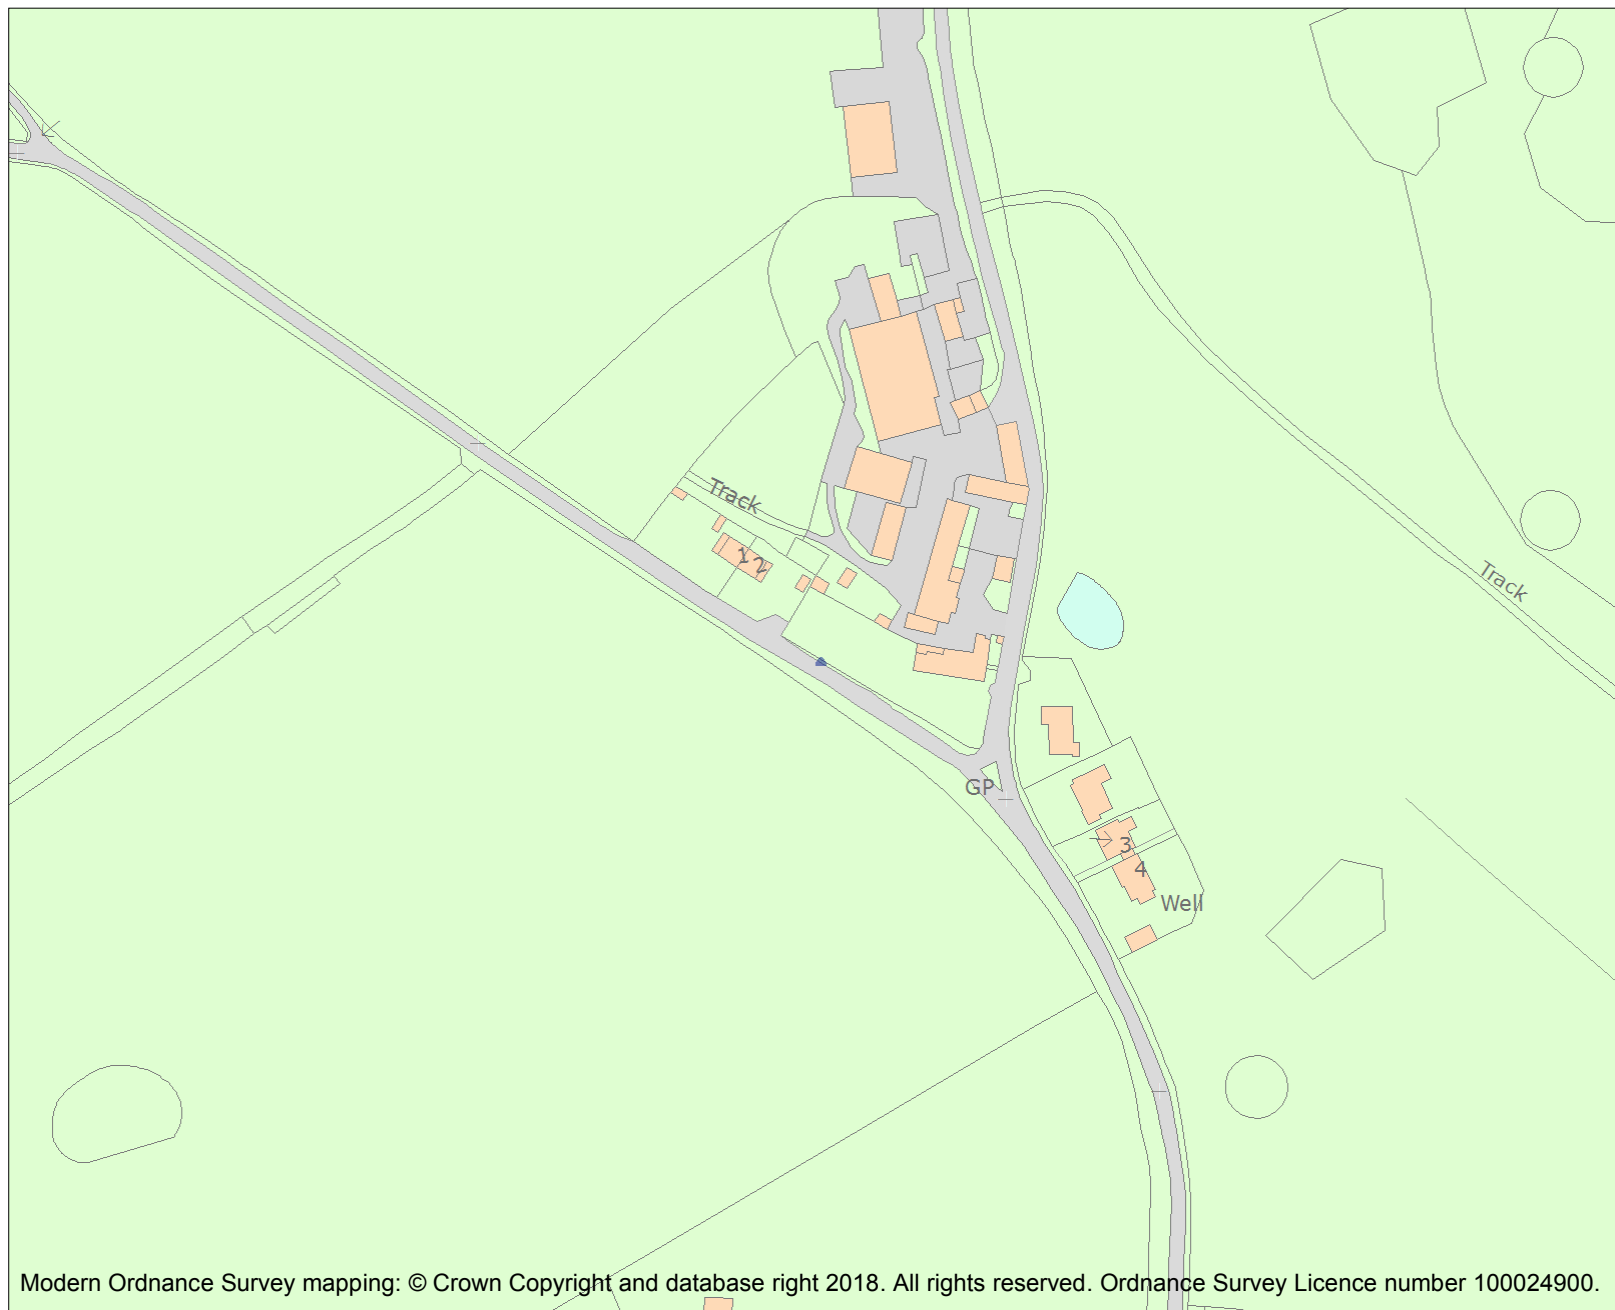 Track
1
2
Track
GP
3
4
Well
Modern Ordnance Survey mapping: © Crown Copyright and database right 2018. All rights reserved. Ordnance Survey Licence number 100024900.